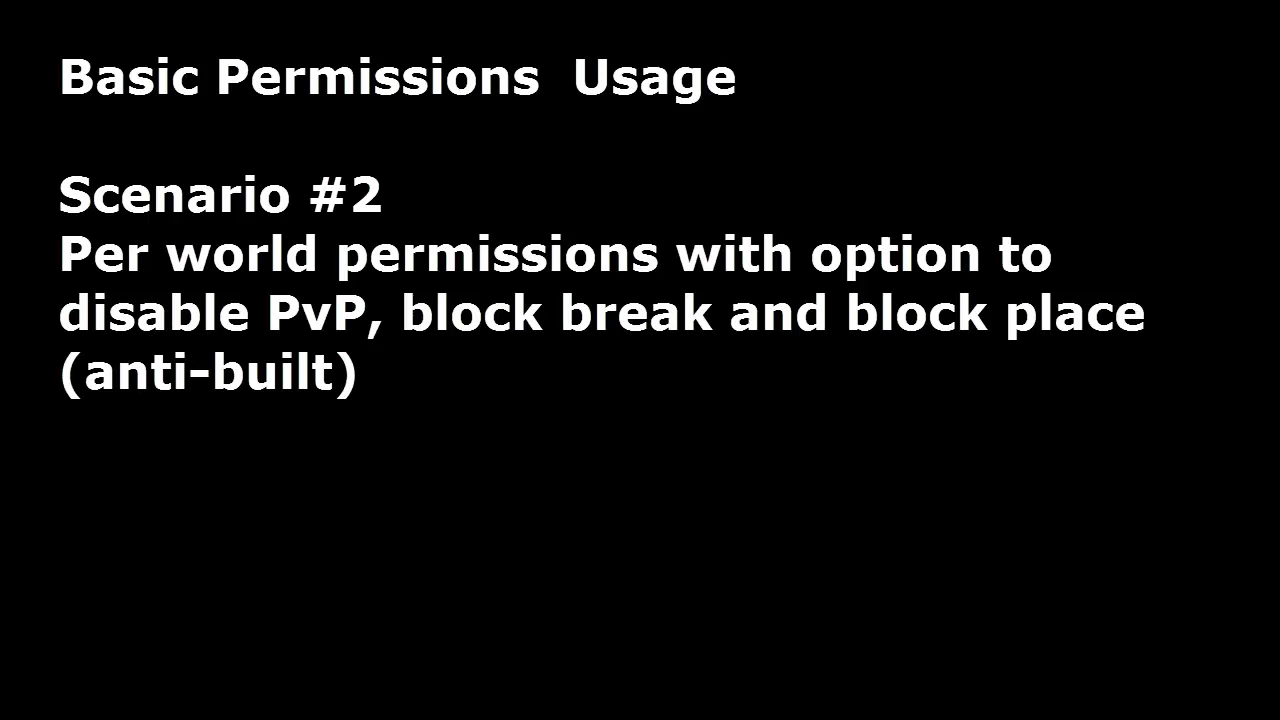 Basic Permissions  Usage
Scenario #2
Per world permissions with option to
disable PvP, block break and block place
(anti-built)